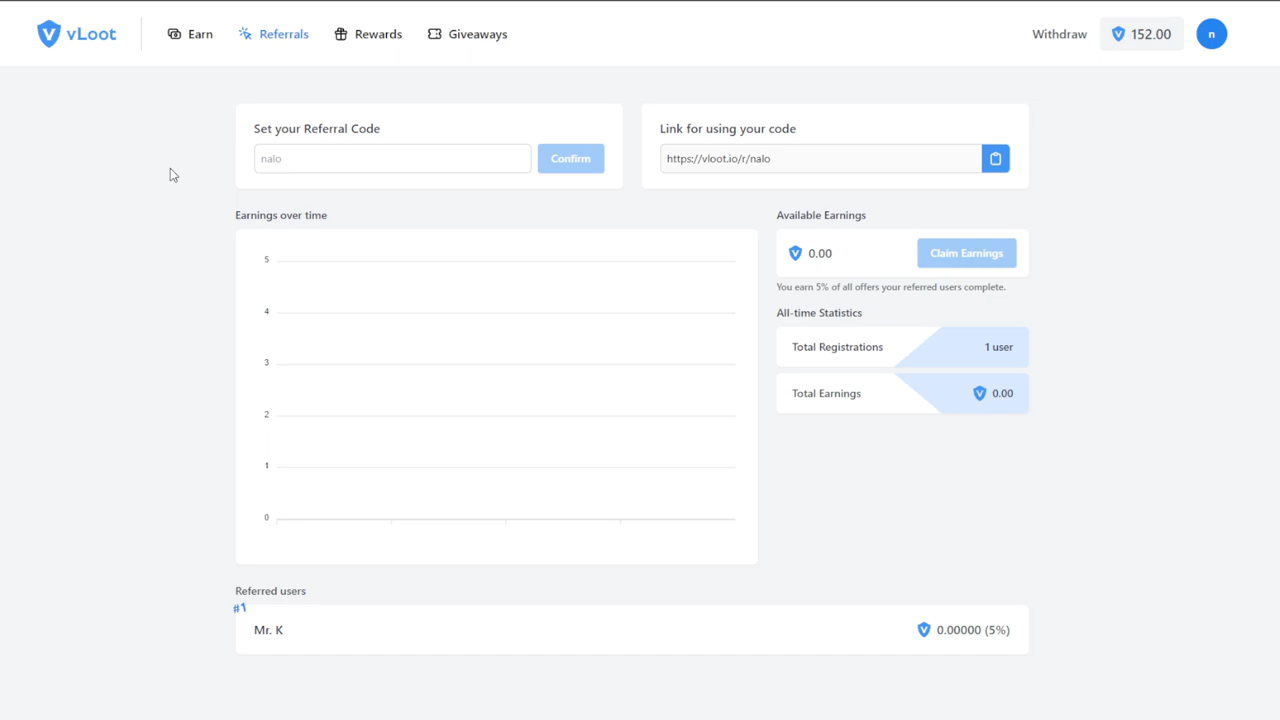 vLoot
Earn
Referrals
Rewards
Giveaways
Withdraw
152.00
n
Set your Referral Code
nalo
Confirm
Link for using your code
https://vloot.io/r/nalo
Earnings over time
5
4
3
2
1
0
Available Earnings
0.00
Claim Earnings
You earn 5% of all offers your referred users complete.
All-time Statistics
Total Registrations
1 user
Total Earnings
0.00
Referred users
#1
Mr. K
0.00000 (5%)